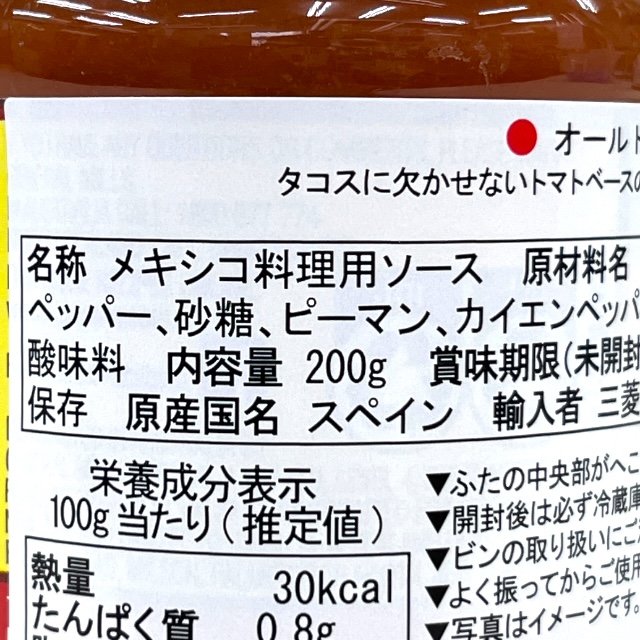 オールド
タコスに欠かせないトマトベースの
名称 メキシコ料理用ソース 原材料名
ペッパー、砂糖、ピーマン、カイエンペッパ
酸味料 内容量 200g 賞味期限(未開封
保存 原産国名 スペイン 輸入者 三菱
栄養成分表示
100g当たり(推定値)
熱量 30kcal
たんぱく質 0.8g
▼ふたの中央部がへこ
▼開封後は必ず冷蔵庫
▼ビンの取り扱いにご
▼よく振ってからご使用
▼写真はイメージです。